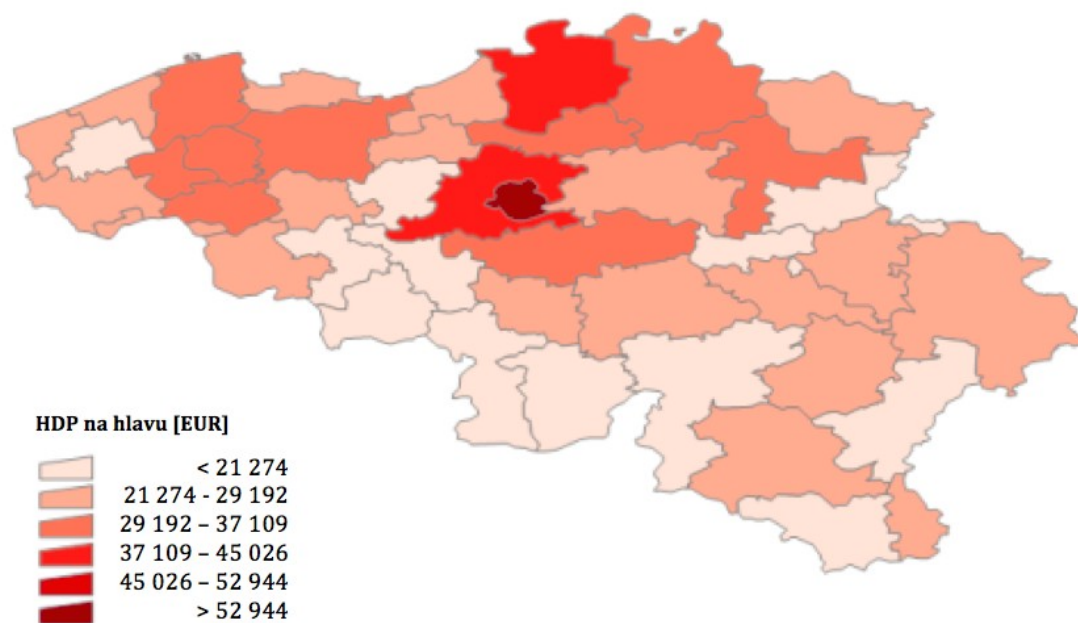 HDP na hlavu [EUR]
< 21 274
21 274 - 29 192
29 192 – 37 109
37 109 – 45 026
45 026 – 52 944
> 52 944